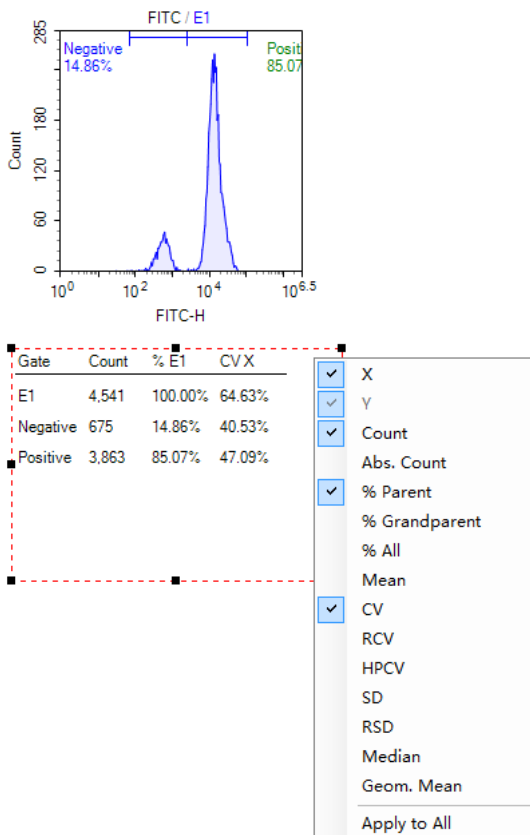 FITC / E1
285
Negative
14.86%
Posit
85.07
180
120
60
0
Count
10^0
10^2
10^4
10^6.5
FITC-H
Gate Count % E1 CV X
E1 4,541 100.00% 64.63%
Negative 675 14.86% 40.53%
Positive 3,863 85.07% 47.09%
X
Y
Count
Abs. Count
% Parent
% Grandparent
% All
Mean
CV
RCV
HPCV
SD
RSD
Median
Geom. Mean
Apply to All